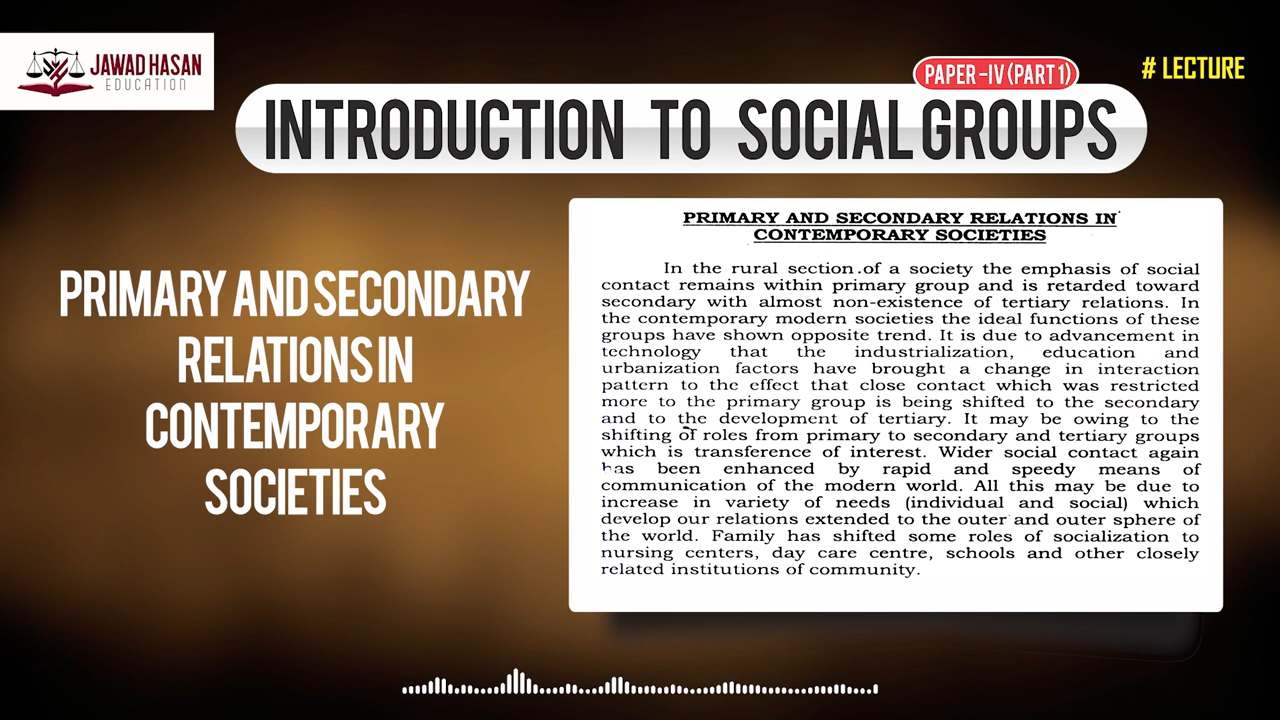 JAWAD HASAN
EDUCATION
PAPER -IV (PART 1)
# LECTURE
INTRODUCTION TO SOCIAL GROUPS
PRIMARY AND SECONDARY
RELATIONS IN
CONTEMPORARY
SOCIETIES
PRIMARY AND SECONDARY RELATIONS IN
CONTEMPORARY SOCIETIES
In the rural section of a society the emphasis of social
contact remains within primary group and is retarded toward
secondary with almost non-existence of tertiary relations. In
the contemporary modern societies the ideal functions of these
groups have shown opposite trend. It is due to advancement in
technology that the industrialization, education and
urbanization factors have brought a change in interaction
pattern to the effect that close contact which was restricted
more to the primary group is being shifted to the secondary
and to the development of tertiary. It may be owing to the
shifting of roles from primary to secondary and tertiary groups
which is transference of interest. Wider social contact again
has been enhanced by rapid and speedy means of
communication of the modern world. All this may be due to
increase in variety of needs (individual and social) which
develop our relations extended to the outer and outer sphere of
the world. Family has shifted some roles of socialization to
nursing centers, day care centre, schools and other closely
related institutions of community.